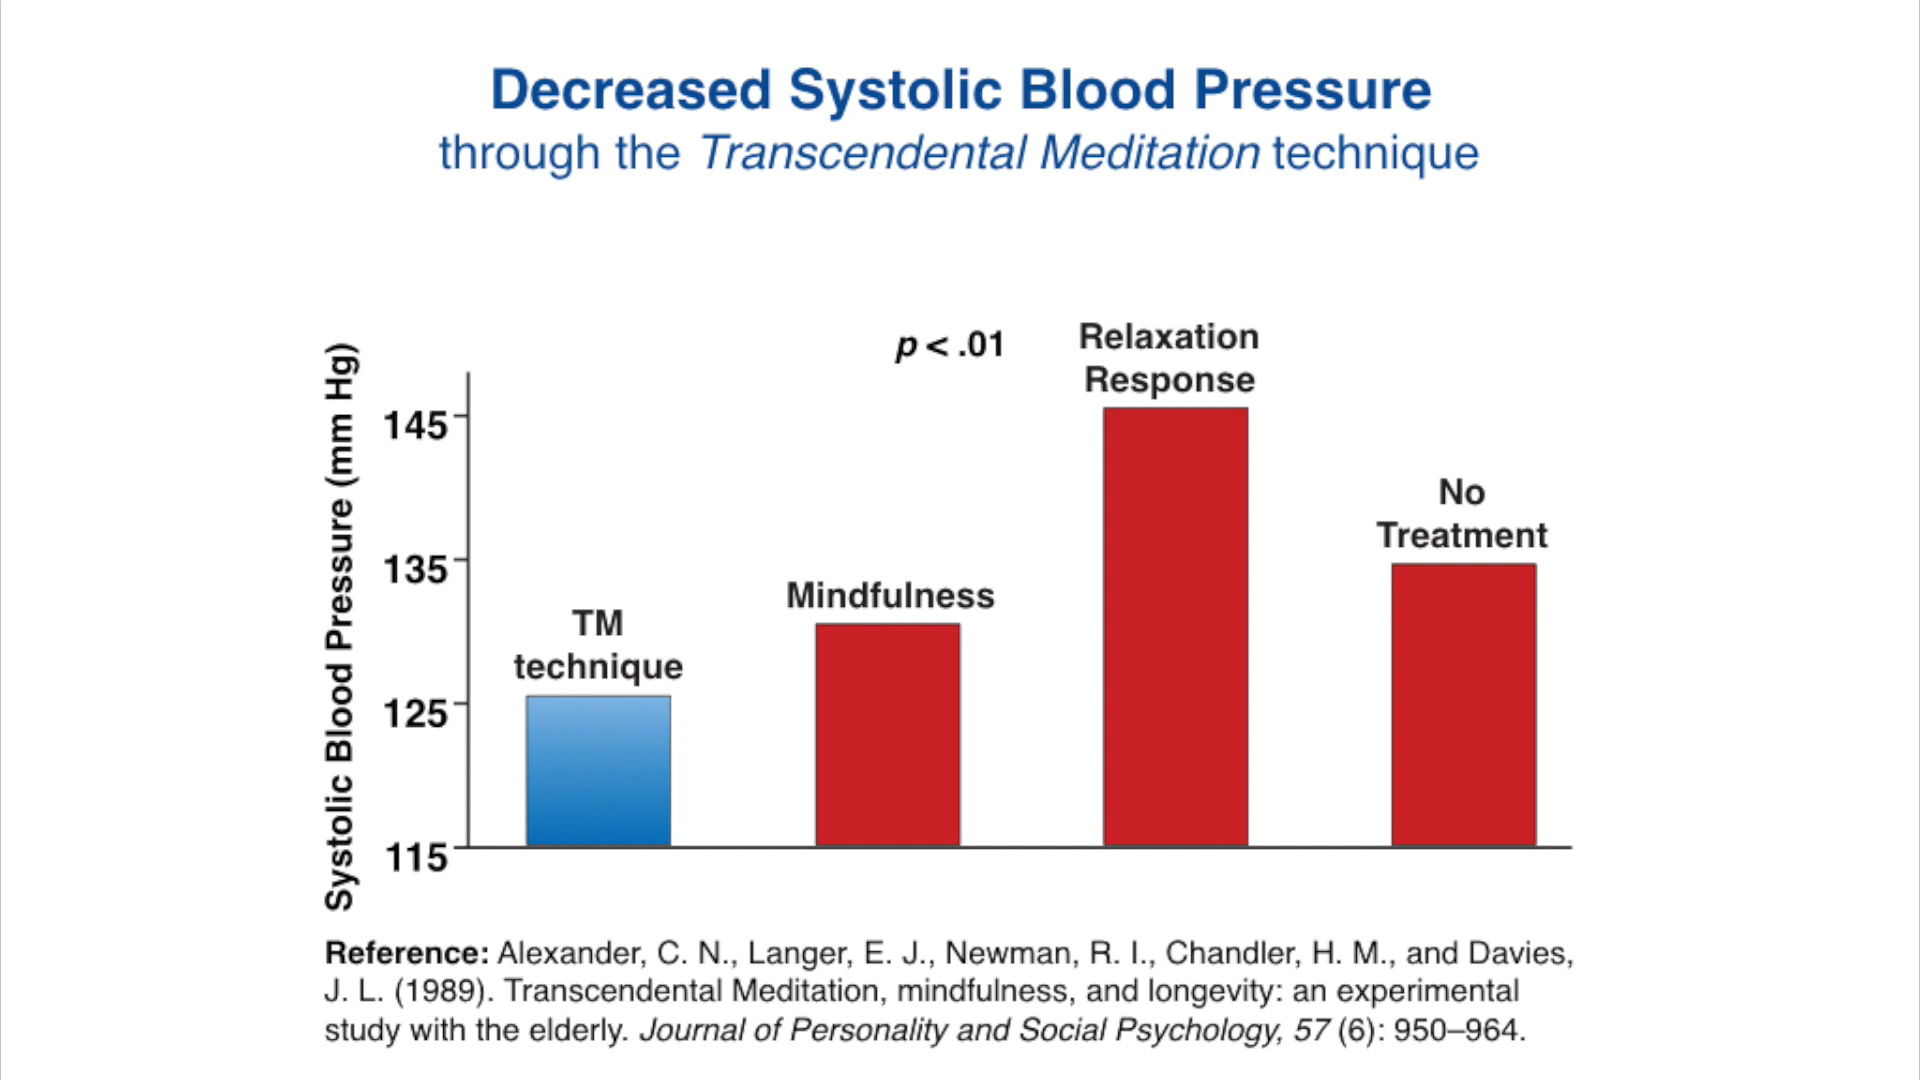 Decreased Systolic Blood Pressure
through the Transcendental Meditation technique
Systolic Blood Pressure (mm Hg)
145
135
125
115
p < .01
TM
technique
Mindfulness
Relaxation
Response
No
Treatment
Reference: Alexander, C. N., Langer, E. J., Newman, R. I., Chandler, H. M., and Davies,
J. L. (1989). Transcendental Meditation, mindfulness, and longevity: an experimental
study with the elderly. Journal of Personality and Social Psychology, 57 (6): 950–964.